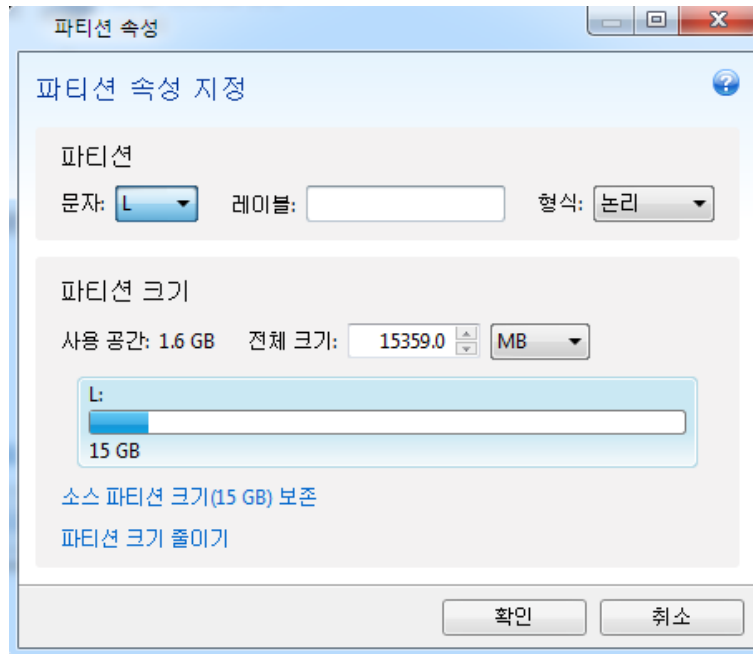 파티션 속성
파티션 속성 지정
파티션
문자: L 레이블: 형식: 논리
파티션 크기
사용 공간: 1.6 GB 전체 크기: 15359.0 MB
L:
15 GB
소스 파티션 크기(15 GB) 보존
파티션 크기 줄이기
확인 취소